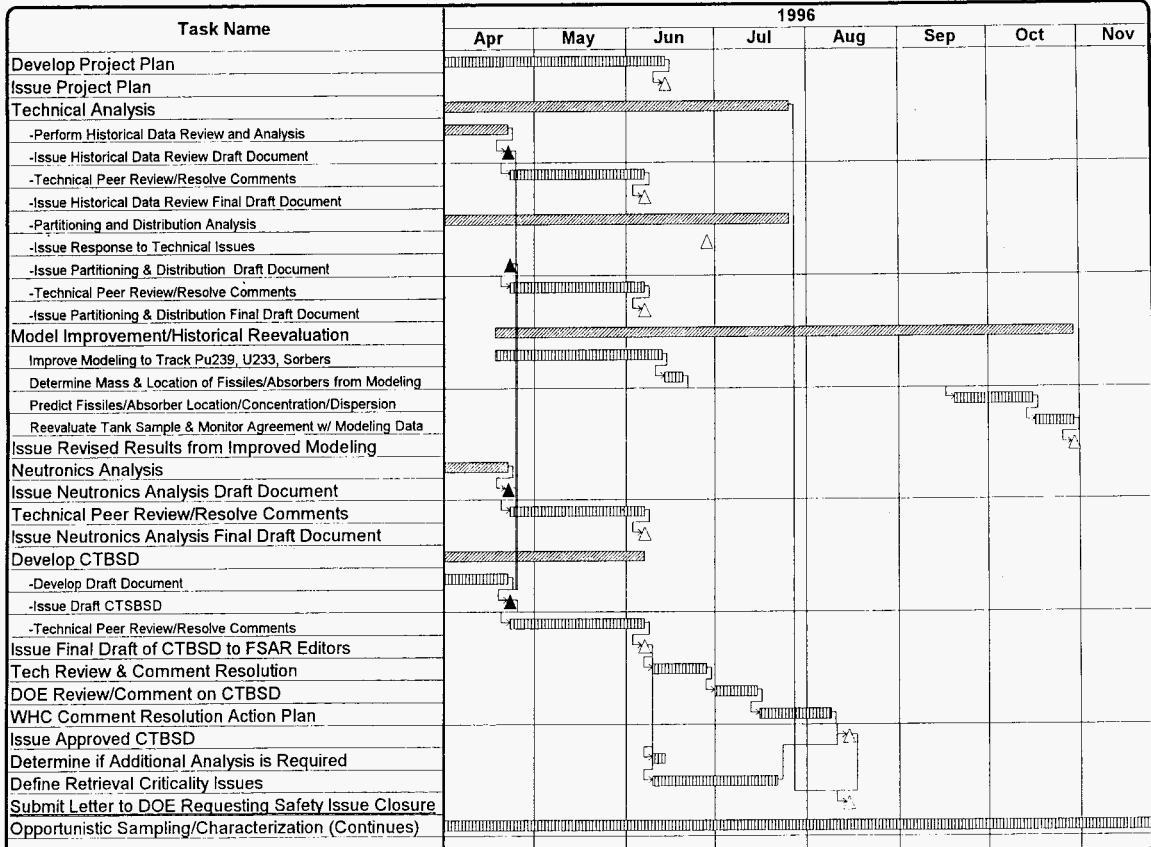 Task Name
1996
Apr May Jun Jul Aug Sep Oct Nov
Develop Project Plan
Issue Project Plan
Technical Analysis
-Perform Historical Data Review and Analysis
-Issue Historical Data Review Draft Document
-Technical Peer Review/Resolve Comments
-Issue Historical Data Review Final Draft Document
-Partitioning and Distribution Analysis
-Issue Response to Technical Issues
-Issue Partitioning & Distribution Draft Document
-Technical Peer Review/Resolve Comments
-Issue Partitioning & Distribution Final Draft Document
Model Improvement/Historical Reevaluation
Improve Modeling to Track Pu239, U233, Sorbers
Determine Mass & Location of Fissiles/Absorbers from Modeling
Predict Fissiles/Absorber Location/Concentration/Dispersion
Reevaluate Tank Sample & Monitor Agreement w/ Modeling Data
Issue Revised Results from Improved Modeling
Neutronics Analysis
Issue Neutronics Analysis Draft Document
Technical Peer Review/Resolve Comments
Issue Neutronics Analysis Final Draft Document
Develop CTBSD
-Develop Draft Document
-Issue Draft CTSBSD
-Technical Peer Review/Resolve Comments
Issue Final Draft of CTBSD to FSAR Editors
Tech Review & Comment Resolution
DOE Review/Comment on CTBSD
WHC Comment Resolution Action Plan
Issue Approved CTBSD
Determine if Additional Analysis is Required
Define Retrieval Criticality Issues
Submit Letter to DOE Requesting Safety Issue Closure
Opportunistic Sampling/Characterization (Continues)